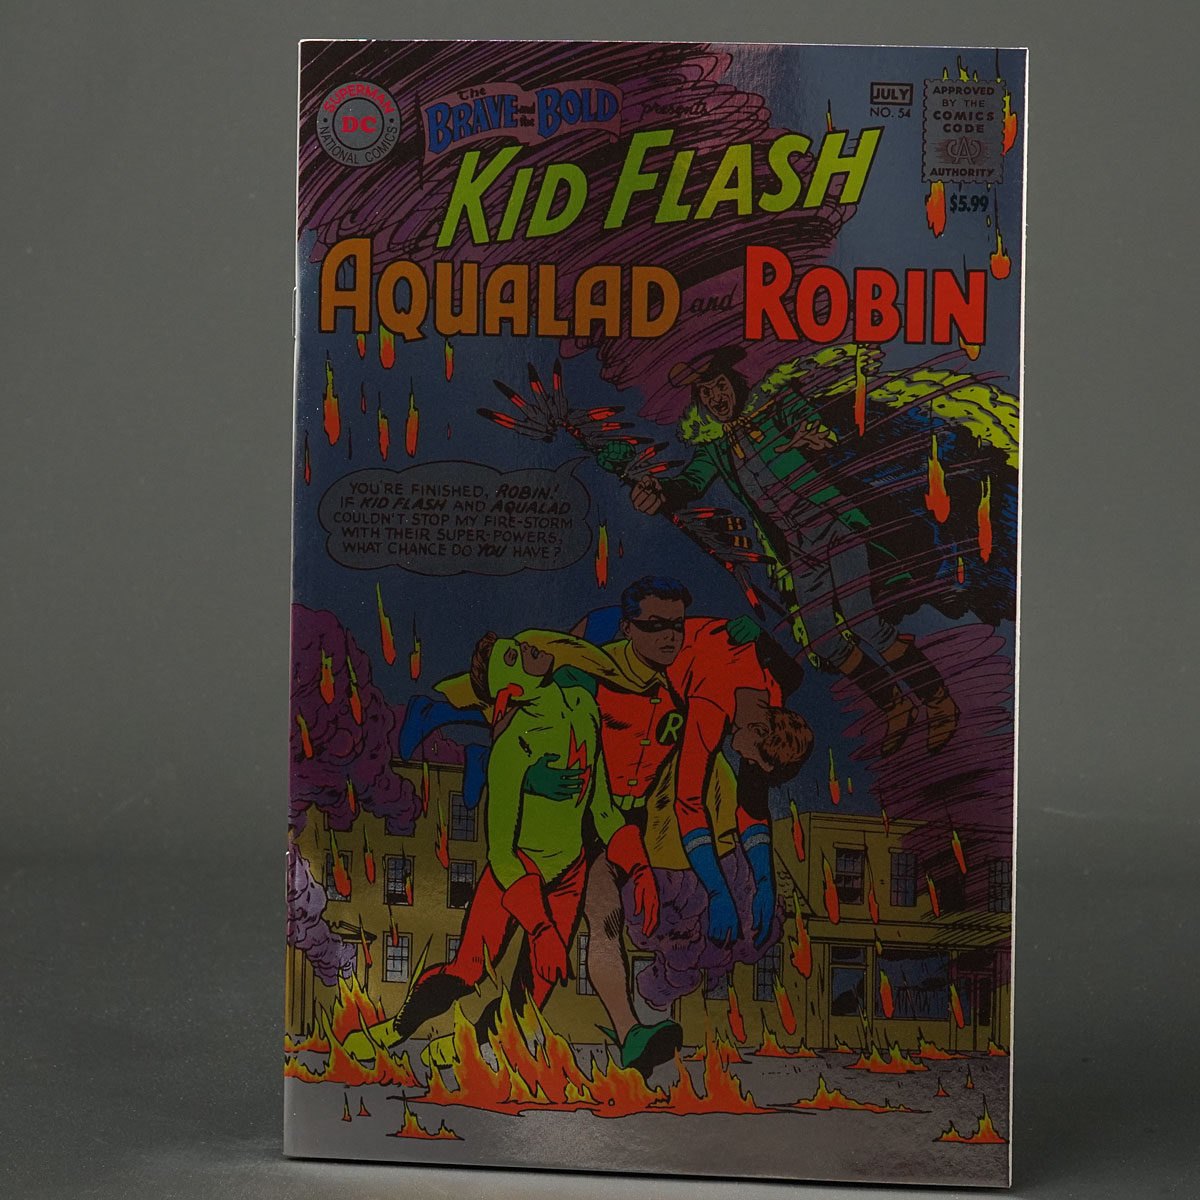 SUPERMAN
DC
NATIONAL COMICS
The
BRAVE and the BOLD presents
JULY
NO. 54
APPROVED
BY THE
COMICS
CODE
CA
AUTHORITY
$5.99
KID FLASH
AQUALAD and ROBIN
YOU'RE FINISHED, ROBIN!
IF KID FLASH AND AQUALAD
COULDN'T STOP MY FIRE-STORM
WITH THEIR SUPER-POWERS,
WHAT CHANCE DO YOU HAVE?
R